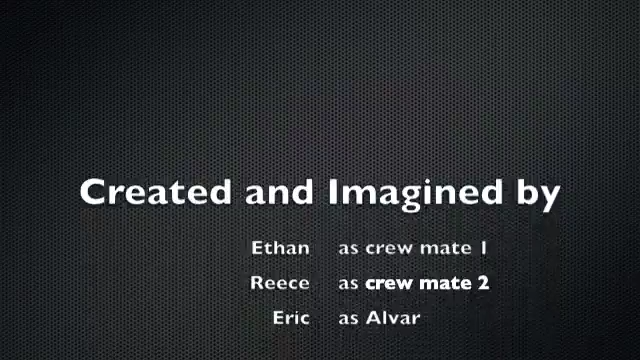 Created and Imagined by
Ethan as crew mate 1
Reece as crew mate 2
Eric as Alvar